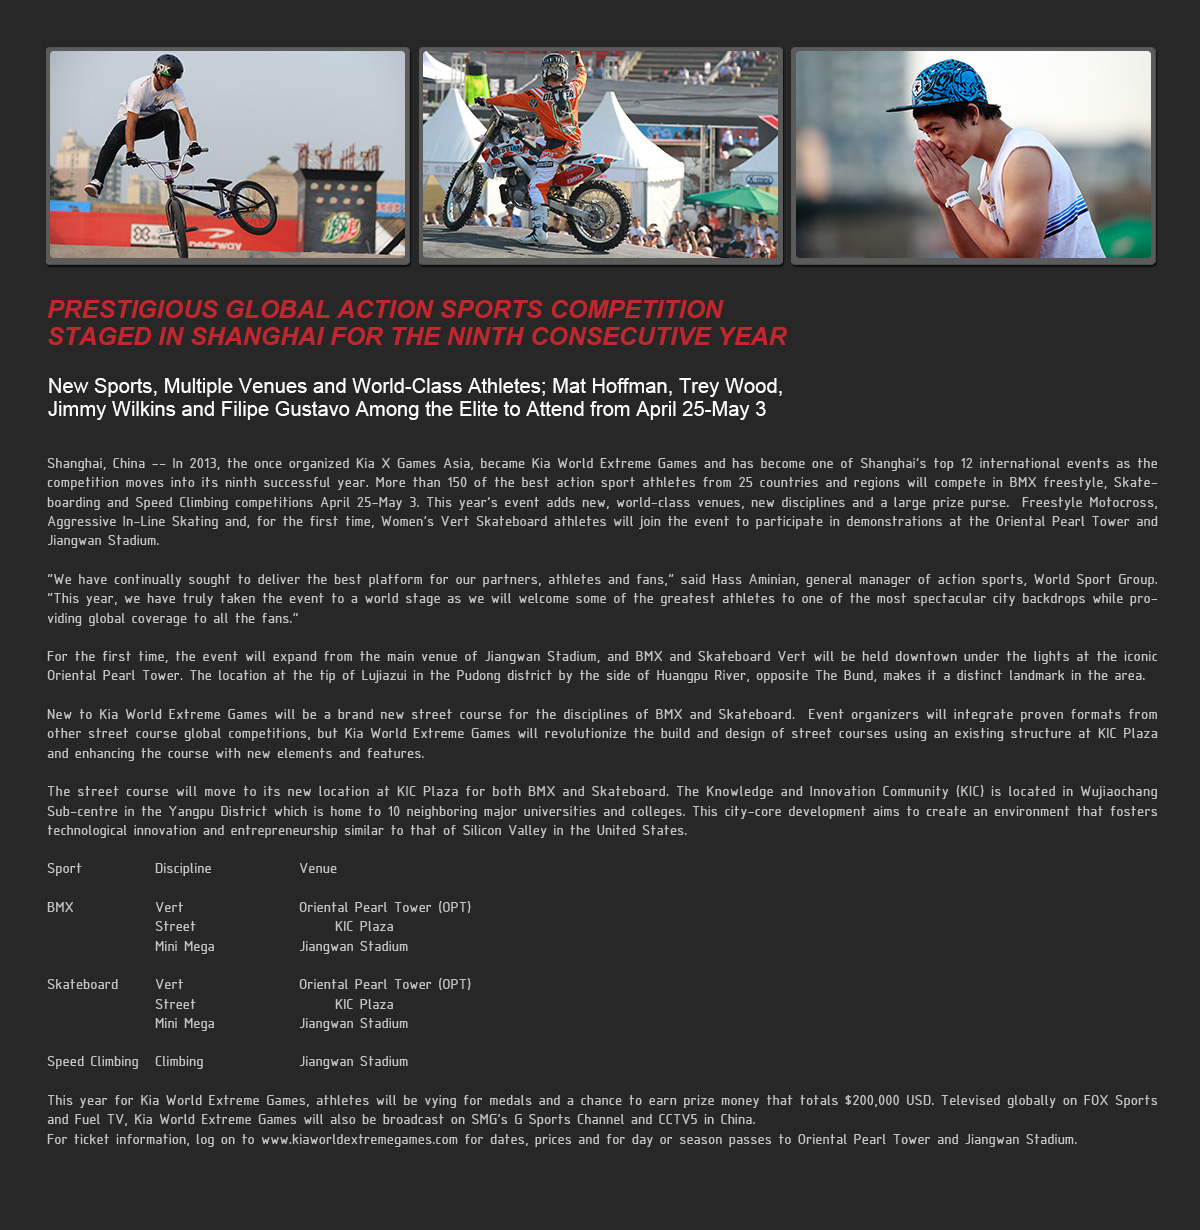 PRESTIGIOUS GLOBAL ACTION SPORTS COMPETITION
STAGED IN SHANGHAI FOR THE NINTH CONSECUTIVE YEAR
New Sports, Multiple Venues and World-Class Athletes; Mat Hoffman, Trey Wood,
Jimmy Wilkins and Filipe Gustavo Among the Elite to Attend from April 25-May 3
Shanghai, China -- In 2013, the once organized Kia X Games Asia, became Kia World Extreme Games and has become one of Shanghai's top 12 international events as the
competition moves into its ninth successful year. More than 150 of the best action sport athletes from 25 countries and regions will compete in BMX freestyle, Skate-
boarding and Speed Climbing competitions April 25-May 3. This year's event adds new, world-class venues, new disciplines and a large prize purse.  Freestyle Motocross,
Aggressive In-Line Skating and, for the first time, Women's Vert Skateboard athletes will join the event to participate in demonstrations at the Oriental Pearl Tower and
Jiangwan Stadium.
"We have continually sought to deliver the best platform for our partners, athletes and fans," said Hass Aminian, general manager of action sports, World Sport Group.
"This year, we have truly taken the event to a world stage as we will welcome some of the greatest athletes to one of the most spectacular city backdrops while pro-
viding global coverage to all the fans."
For the first time, the event will expand from the main venue of Jiangwan Stadium, and BMX and Skateboard Vert will be held downtown under the lights at the iconic
Oriental Pearl Tower. The location at the tip of Lujiazui in the Pudong district by the side of Huangpu River, opposite The Bund, makes it a distinct landmark in the area.
New to Kia World Extreme Games will be a brand new street course for the disciplines of BMX and Skateboard.  Event organizers will integrate proven formats from
other street course global competitions, but Kia World Extreme Games will revolutionize the build and design of street courses using an existing structure at KIC Plaza
and enhancing the course with new elements and features.
The street course will move to its new location at KIC Plaza for both BMX and Skateboard. The Knowledge and Innovation Community (KIC) is located in Wujiaochang
Sub-centre in the Yangpu District which is home to 10 neighboring major universities and colleges. This city-core development aims to create an environment that fosters
technological innovation and entrepreneurship similar to that of Silicon Valley in the United States.
Sport Discipline Venue
BMX Vert Oriental Pearl Tower (OPT)
Street KIC Plaza
Mini Mega Jiangwan Stadium
Skateboard Vert Oriental Pearl Tower (OPT)
Street KIC Plaza
Mini Mega Jiangwan Stadium
Speed Climbing Climbing Jiangwan Stadium
This year for Kia World Extreme Games, athletes will be vying for medals and a chance to earn prize money that totals $200,000 USD. Televised globally on FOX Sports
and Fuel TV, Kia World Extreme Games will also be broadcast on SMG's G Sports Channel and CCTV5 in China.
For ticket information, log on to www.kiaworldextremegames.com for dates, prices and for day or season passes to Oriental Pearl Tower and Jiangwan Stadium.